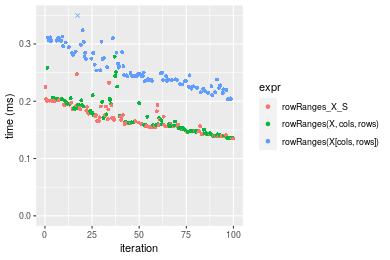 time (ms)
0.3
0.2
0.1
0.0
0
25
50
75
100
iteration
expr
rowRanges_X_S
rowRanges(X, cols, rows)
rowRanges(X[cols, rows])